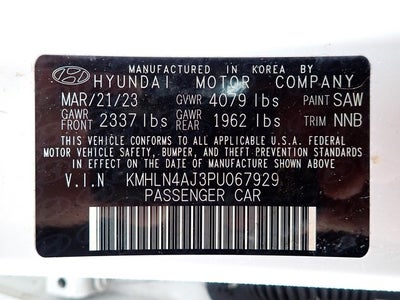 MANUFACTURED IN KOREA BY
HYUNDAI MOTOR COMPANY
MAR/21/23 GVWR 4079 lbs PAINT SAW
GAWR FRONT 2337 lbs GAWR REAR 1962 lbs TRIM NNB
THIS VEHICLE CONFORMS TO ALL APPLICABLE U.S.A FEDERAL
MOTOR VEHICLE SAFETY, BUMPER, AND THEFT PREVENTION STANDARDS
IN EFFECT ON THE DATE OF MANUFACTURE SHOWN ABOVE.
V.I.N KMHLN4AJ3PU067929
PASSENGER CAR